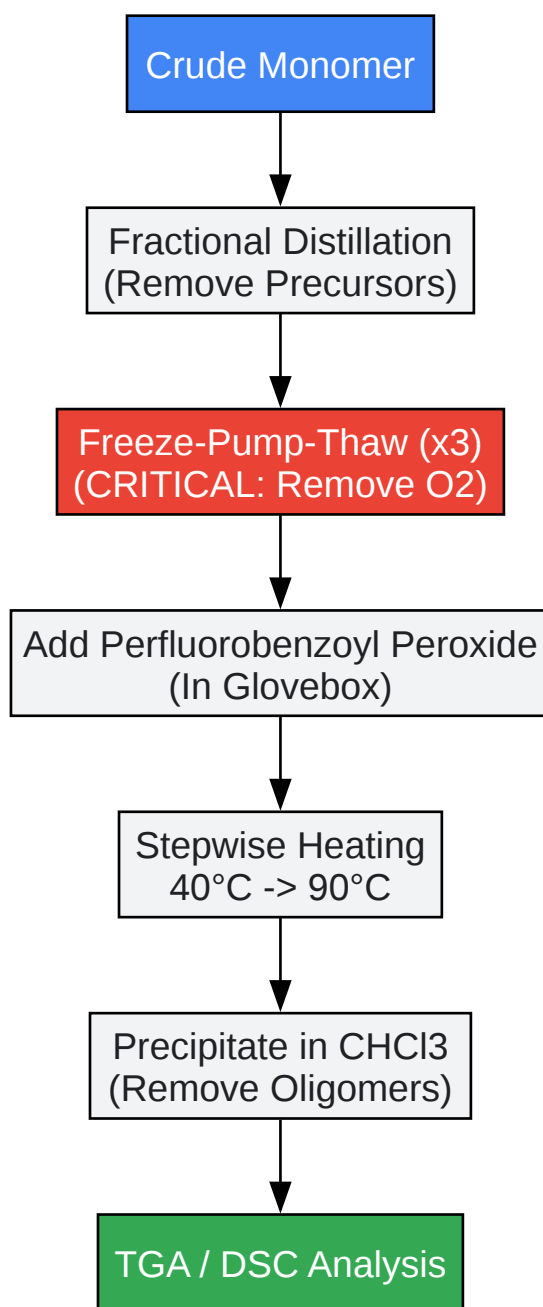 Crude Monomer
Fractional Distillation
(Remove Precursors)
Freeze-Pump-Thaw (x3)
(CRITICAL: Remove O2)
Add Perfluorobenzoyl Peroxide
(In Glovebox)
Stepwise Heating
40°C -> 90°C
Precipitate in CHCl3
(Remove Oligomers)
TGA / DSC Analysis